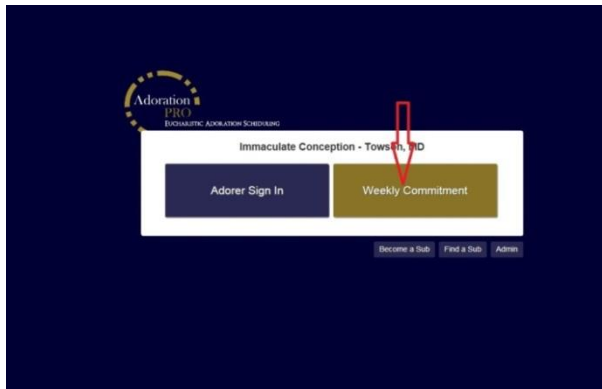 Adoration
PRO
EUCHARISTIC ADORATION SCHEDULING
Immaculate Conception - Towson, MD
Adorer Sign In
Weekly Commitment
Become a Sub
Find a Sub
Admin